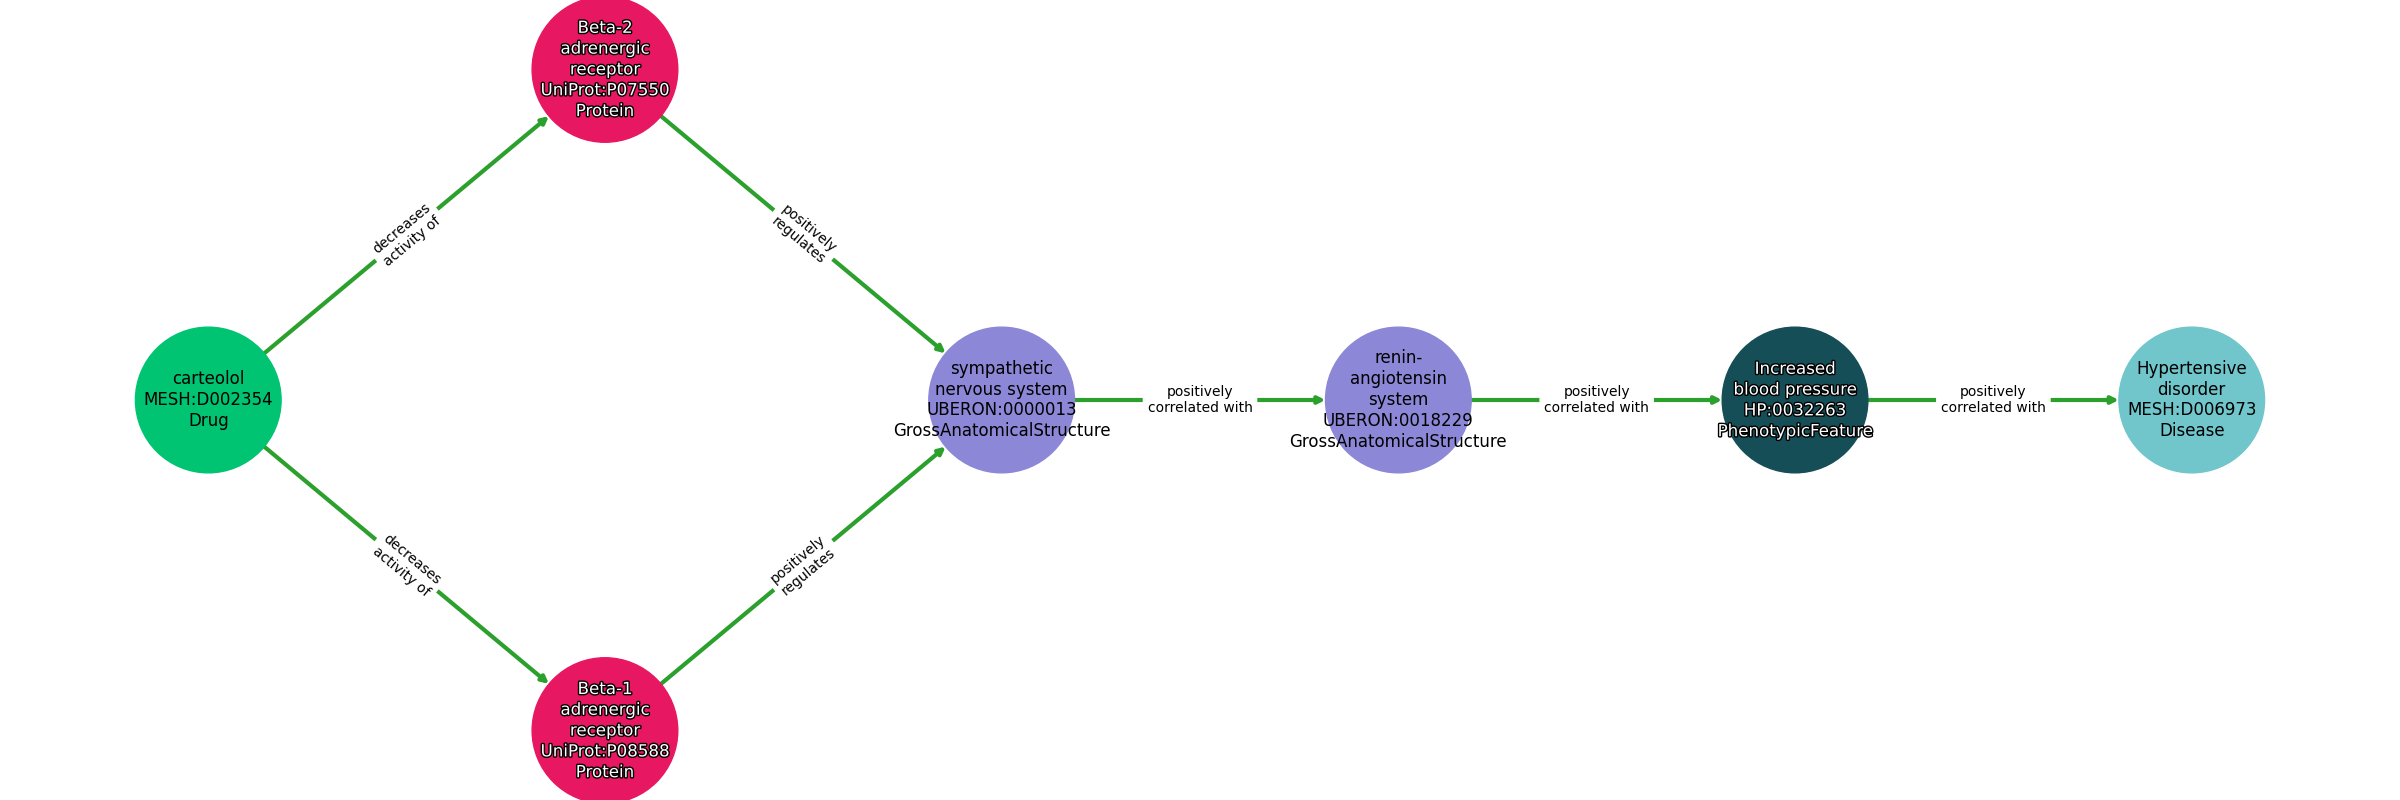 Beta-2
adrenergic
receptor
UniProt:P07550
Protein
decreases
activity of
positively
regulates
carteolol
MESH:D002354
Drug
sympathetic
nervous system
UBERON:0000013
GrossAnatomicalStructure
positively
correlated with
renin-
angiotensin
system
UBERON:0018229
GrossAnatomicalStructure
positively
correlated with
Increased
blood pressure
HP:0032263
PhenotypicFeature
positively
correlated with
Hypertensive
disorder
MESH:D006973
Disease
decreases
activity of
positively
regulates
Beta-1
adrenergic
receptor
UniProt:P08588
Protein